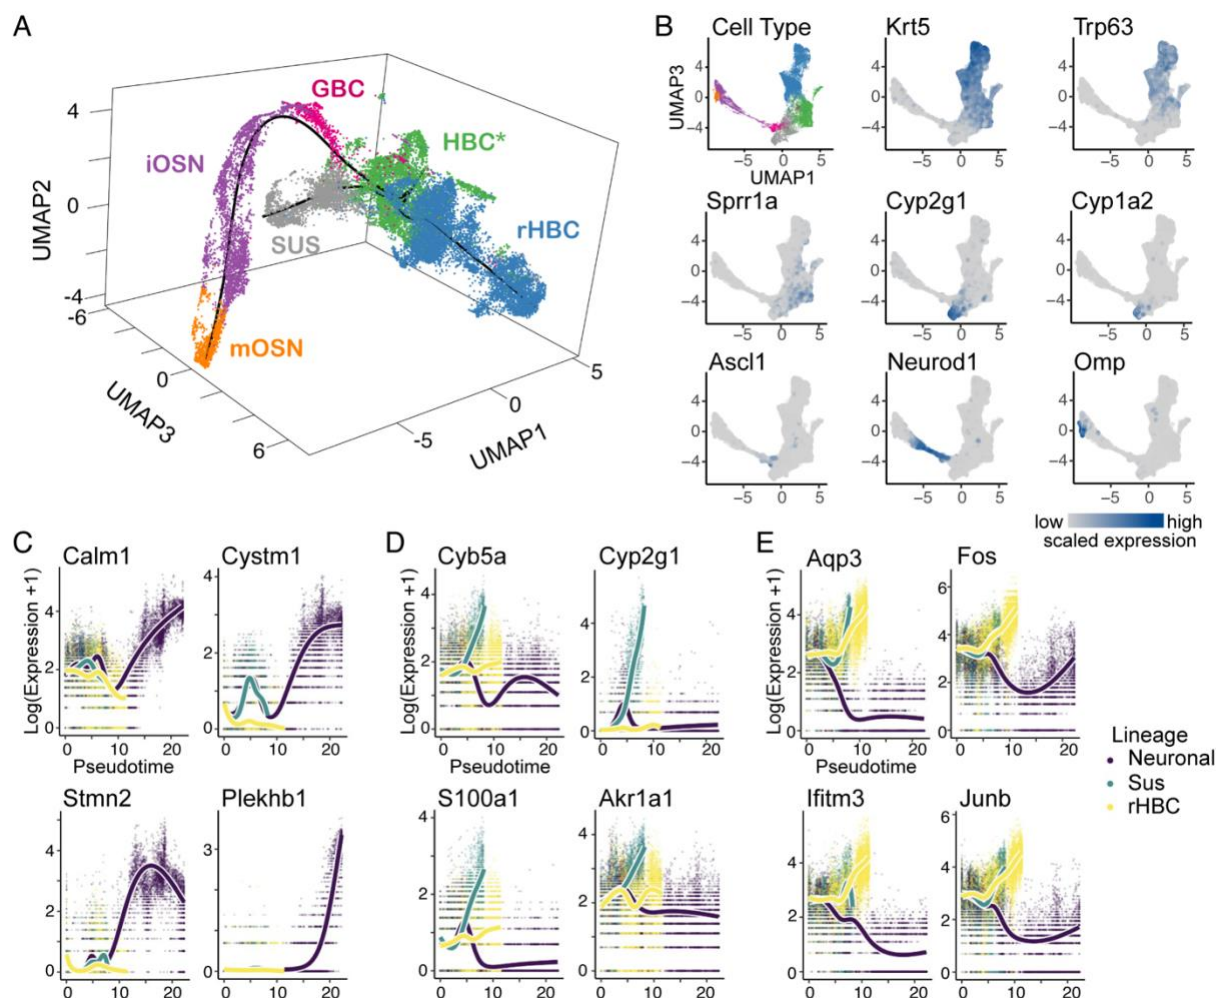 A
GBC
HBC*
iOSN
rHBC
SUS
mOSN
UMAP2
4
2
0
-4
-6
0
6
UMAP3
-5
0
5
UMAP1
B
Cell Type
Krt5
Trp63
UMAP3
4
0
−4
−5 0 5
UMAP1
4
0
−4
−5 0 5
4
0
−4
−5 0 5
Sprr1a
Cyp2g1
Cyp1a2
4
0
−4
−5 0 5
4
0
−4
−5 0 5
4
0
−4
−5 0 5
Ascl1
Neurod1
Omp
4
0
−4
−5 0 5
4
0
−4
−5 0 5
4
0
−4
−5 0 5
low high
scaled expression
C
Calm1
Cystm1
Log(Expression +1)
4
2
0
0 10 20
Pseudotime
4
2
0
0 10 20
Stmn2
Plekhb1
4
2
0
0 10 20
3
0
0 10 20
D
Cyb5a
Cyp2g1
Log(Expression +1)
4
2
0
0 10 20
Pseudotime
4
2
0
0 10 20
S100a1
Akr1a1
4
2
0
0 10 20
4
2
0
0 10 20
E
Aqp3
Fos
Log(Expression +1)
4
2
0
0 10 20
Pseudotime
6
4
2
0
0 10 20
Ifitm3
Junb
4
2
0
0 10 20
6
4
2
0
0 10 20
Lineage
Neuronal
Sus
rHBC